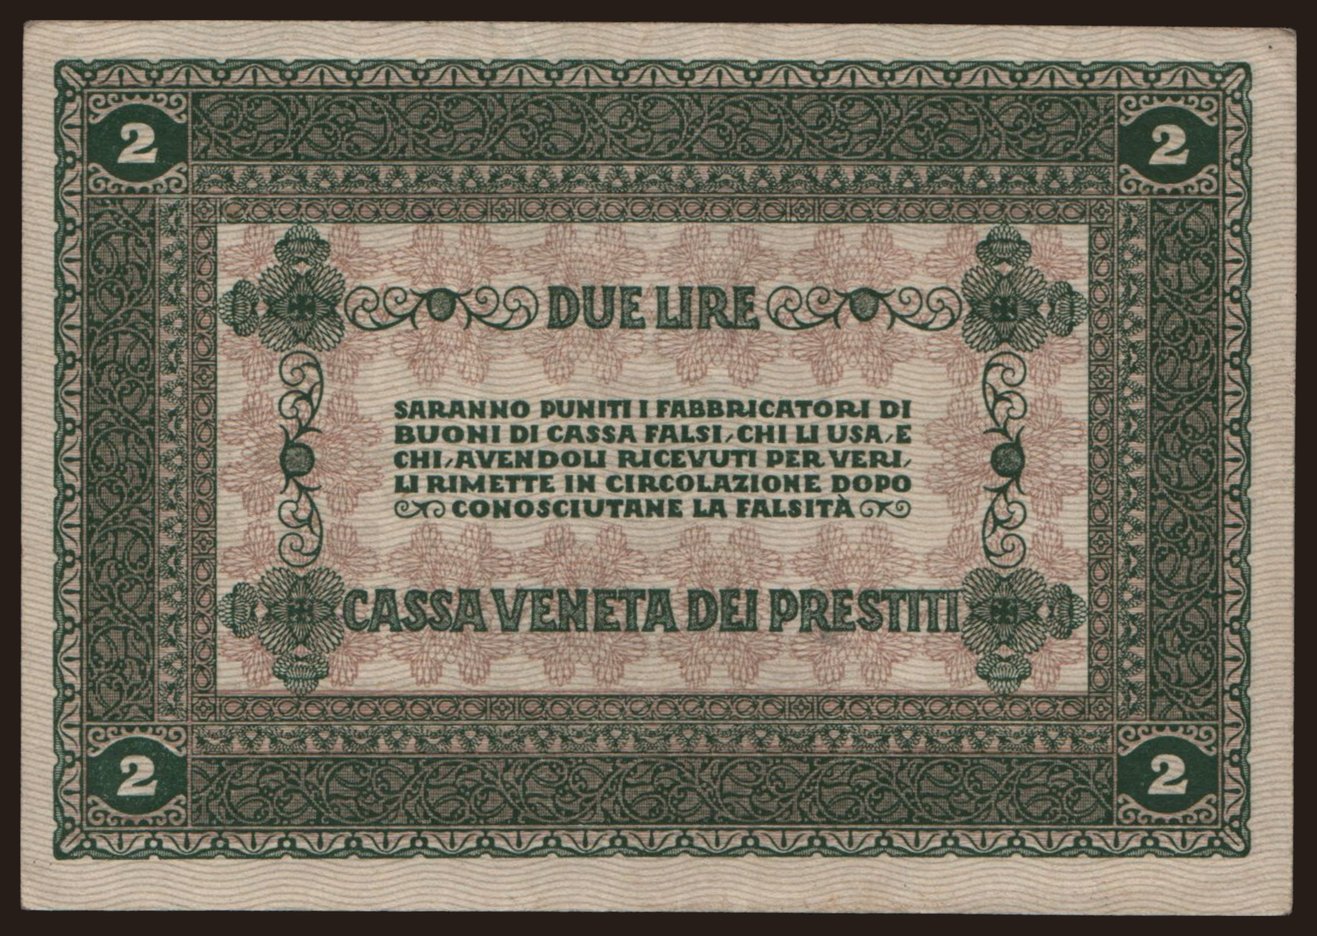 2 2
DUE LIRE
SARANNO PUNITI I FABBRICATORI DI
BUONI DI CASSA FALSI, CHI LI USA, E
CHI, AVENDOLI RICEVUTI PER VERI,
LI RIMETTE IN CIRCOLAZIONE DOPO
CONOSCIUTANE LA FALSITÀ
CASSA VENETA DEI PRESTITI
2 2